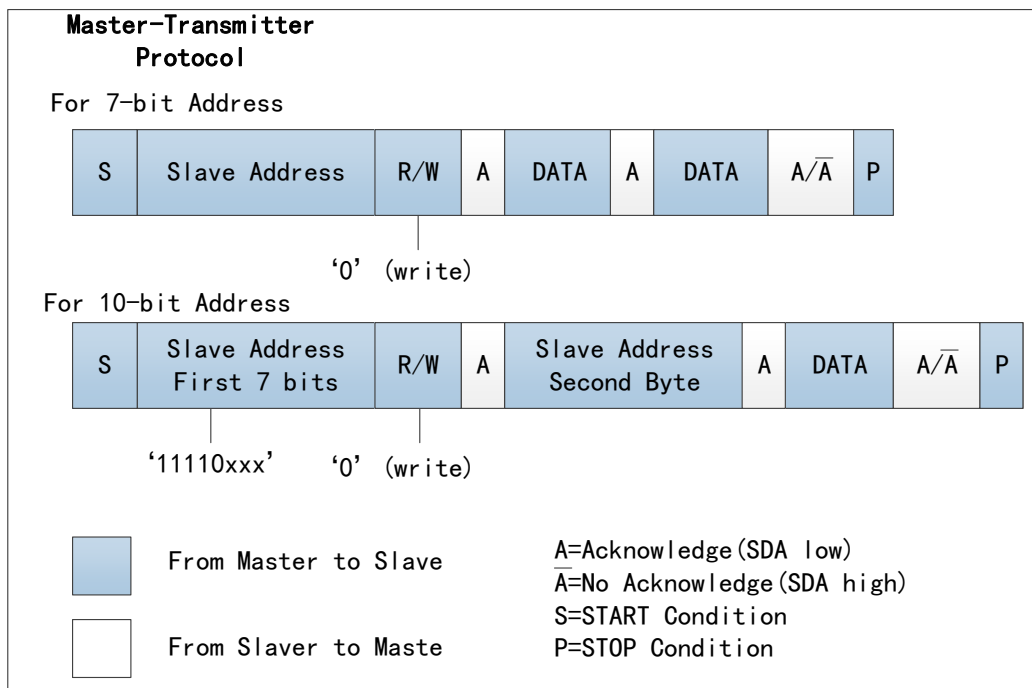 Master-Transmitter
Protocol
For 7-bit Address
S Slave Address R/W A DATA A DATA A/A̅ P
‘0’ (write)
For 10-bit Address
S Slave Address First 7 bits R/W A Slave Address Second Byte A DATA A/A̅ P
‘11110xxx’ ‘0’ (write)
From Master to Slave
From Slaver to Maste
A=Acknowledge(SDA low)
A̅=No Acknowledge(SDA high)
S=START Condition
P=STOP Condition